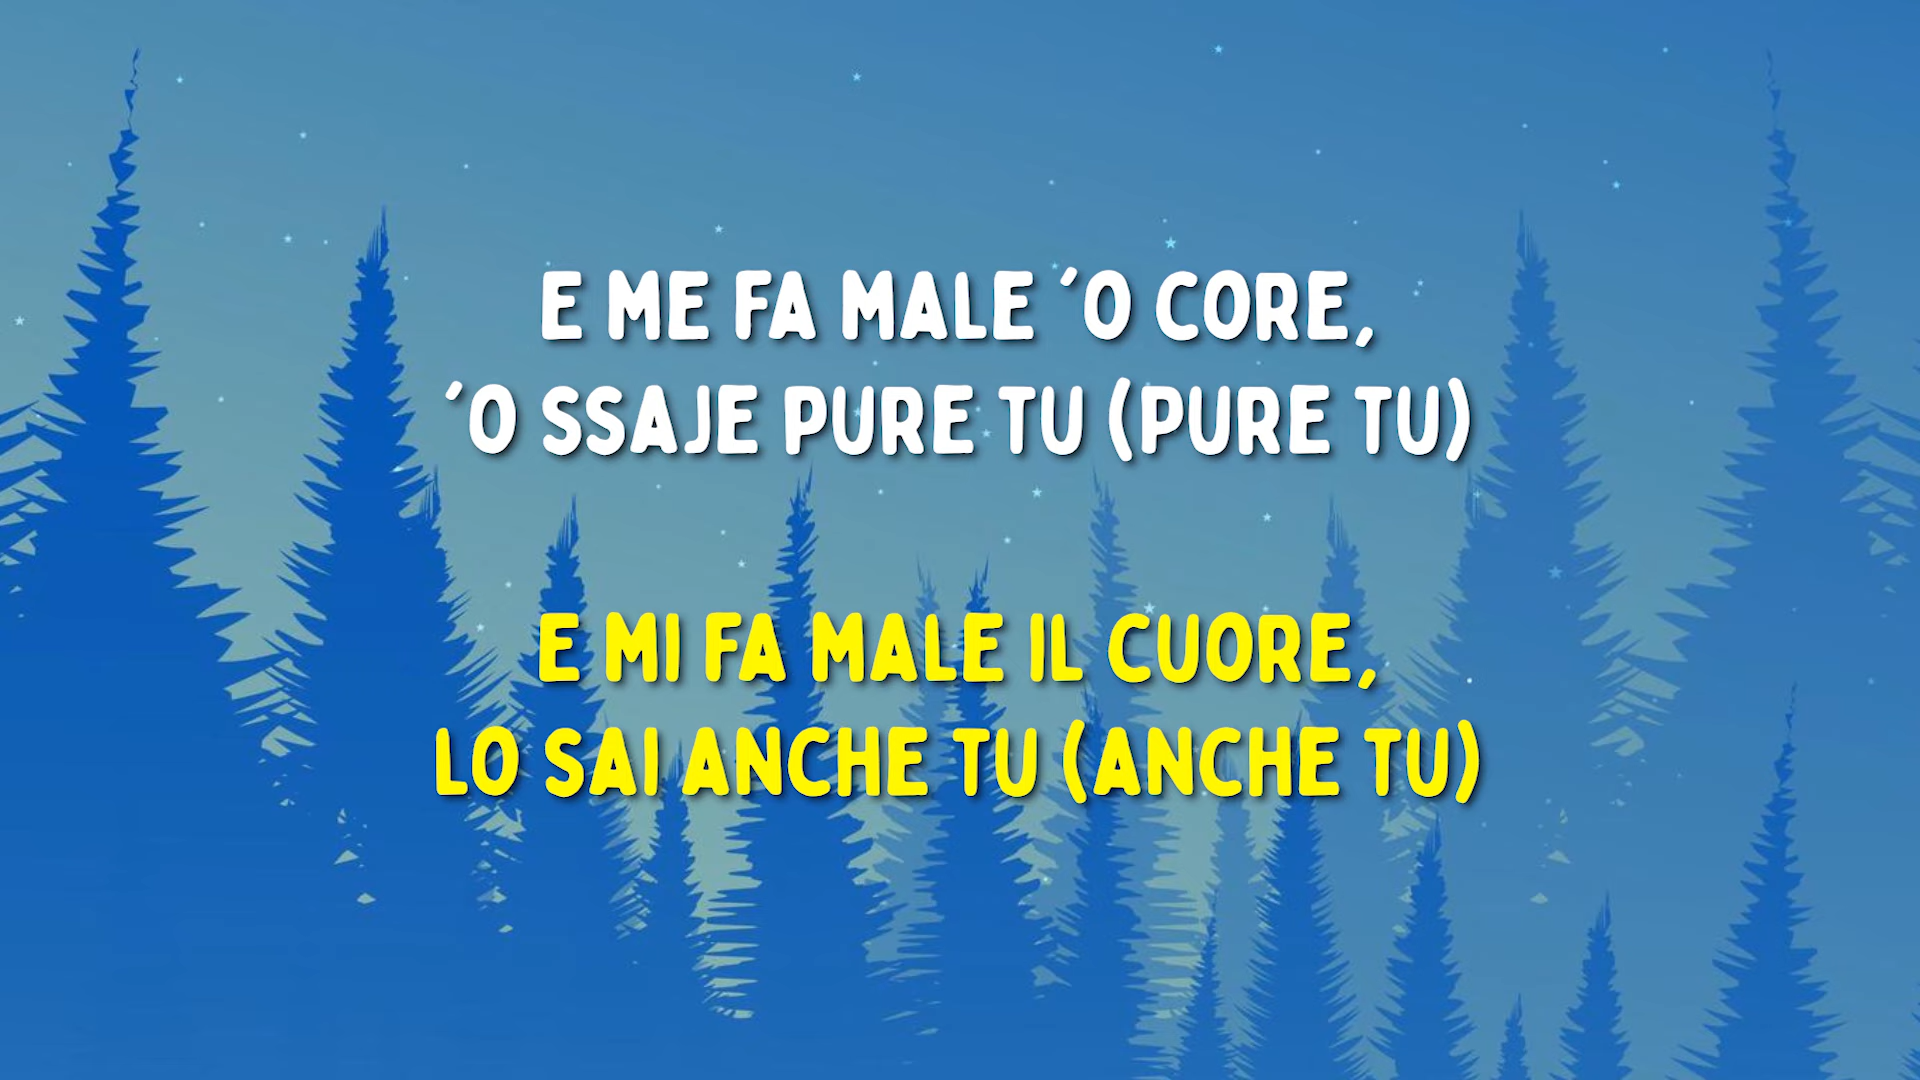 E ME FA MALE 'O CORE,
'O SSAJE PURE TU (PURE TU)
E MI FA MALE IL CUORE,
LO SAI ANCHE TU (ANCHE TU)